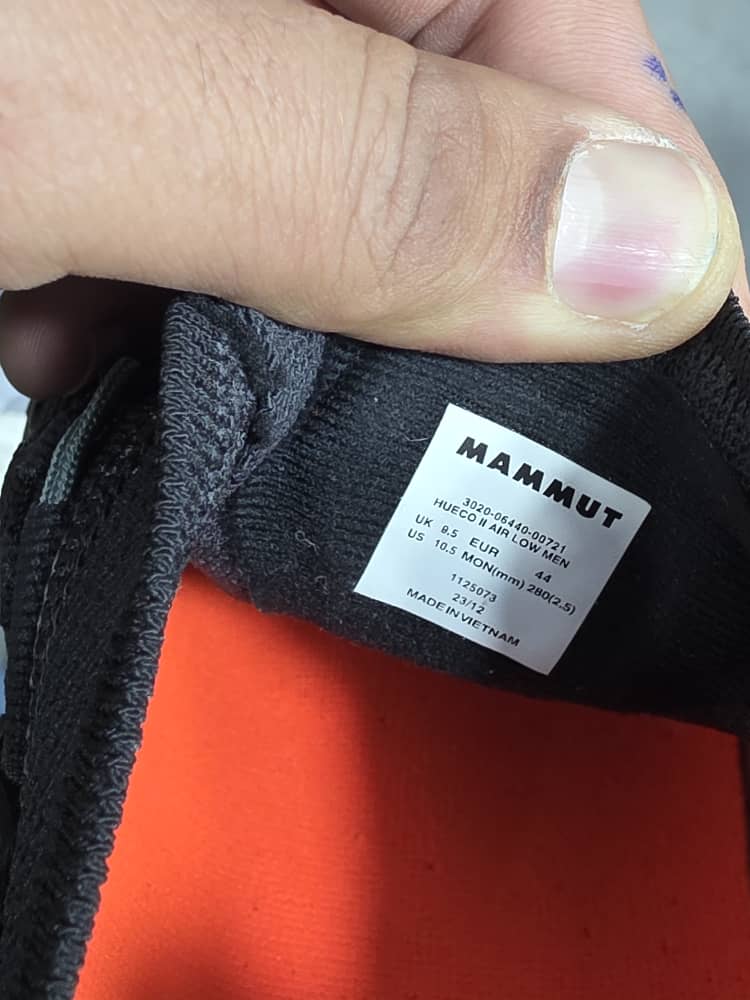 MAMMUT
3020-06440-00721
HUECO II AIR LOW MEN
UK 9.5 EUR 44
US 10.5 MON(mm) 280(2.5)
1125073
23/12
MADE IN VIETNAM